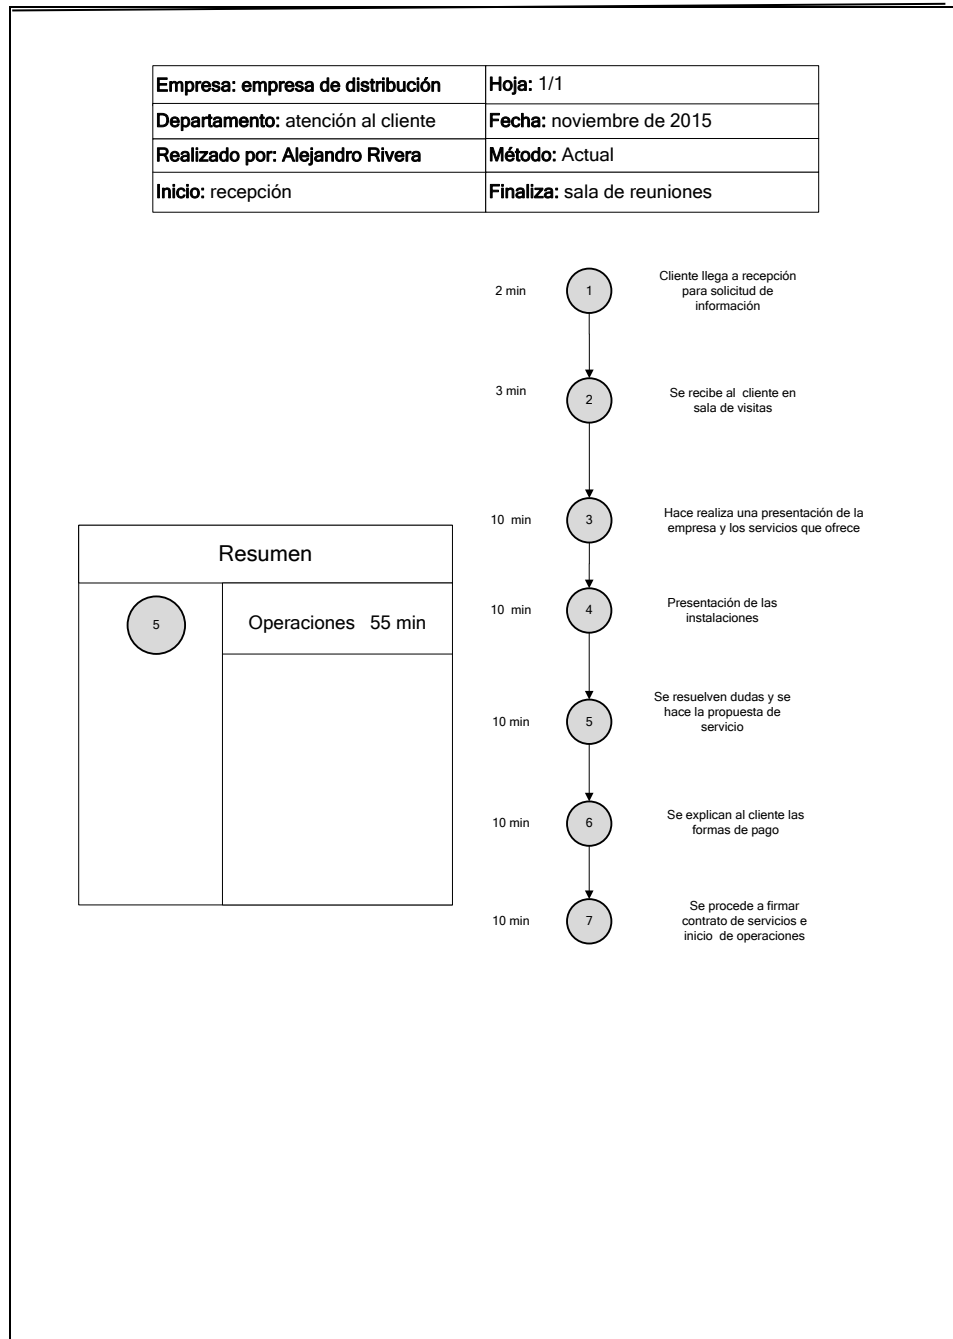 Empresa: empresa de distribución Hoja: 1/1
Departamento: atención al cliente Fecha: noviembre de 2015
Realizado por: Alejandro Rivera Método: Actual
Inicio: recepción Finaliza: sala de reuniones
2 min 1 Cliente llega a recepción
para solicitud de
información
3 min 2 Se recibe al cliente en
sala de visitas
10 min 3 Hace realiza una presentación de la
empresa y los servicios que ofrece
Resumen
5 Operaciones 55 min
10 min 4 Presentación de las
instalaciones
10 min 5 Se resuelven dudas y se
hace la propuesta de
servicio
10 min 6 Se explican al cliente las
formas de pago
10 min 7 Se procede a firmar
contrato de servicios e
inicio de operaciones